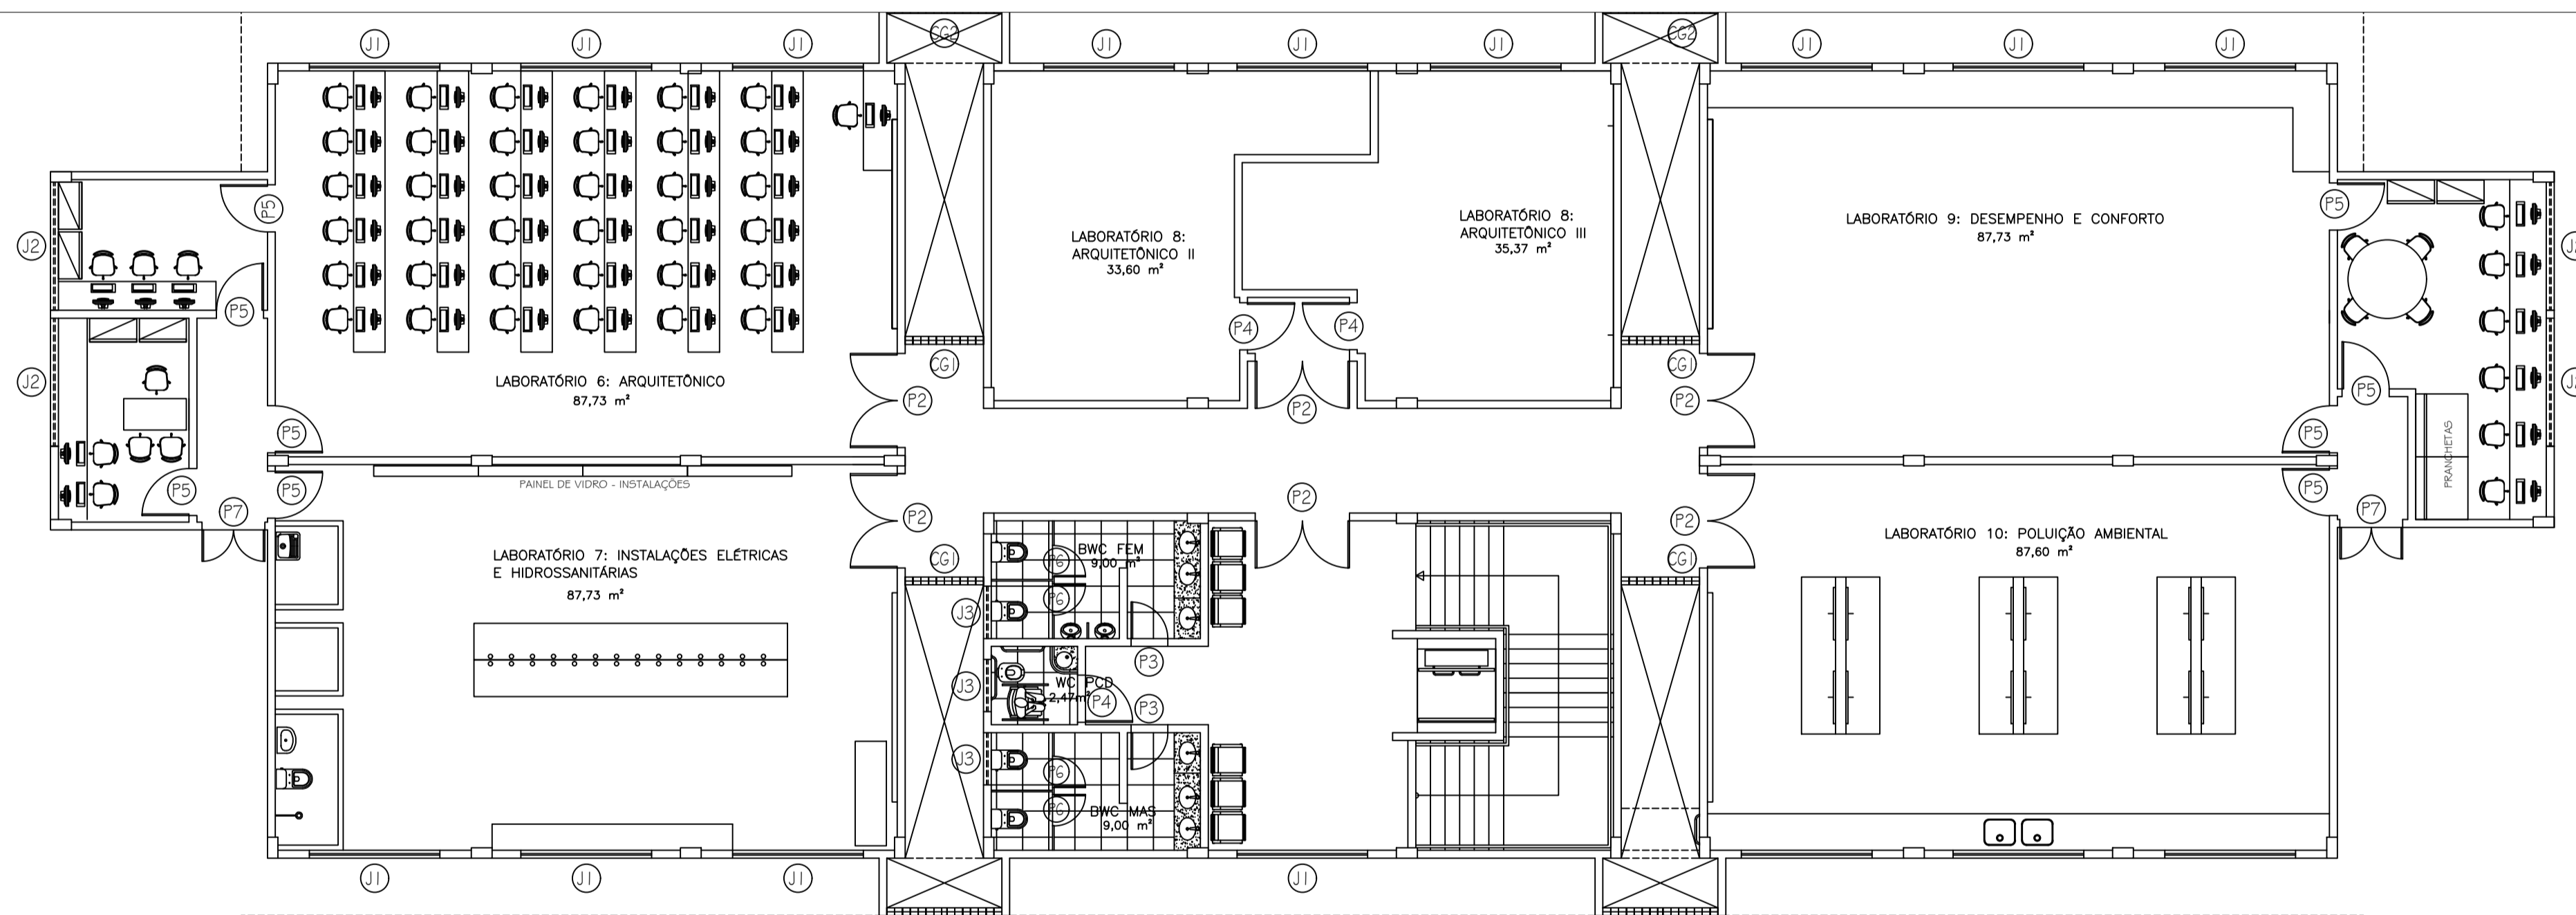 J1 J1 J1 CG2 J1 J1 J1 CG2 J1 J1 J1
P5 P5
J2
LABORATÓRIO 8:
ARQUITETÔNICO II
33,60 m²
LABORATÓRIO 8:
ARQUITETÔNICO III
35,37 m²
LABORATÓRIO 9: DESEMPENHO E CONFORTO
87,73 m²
P5 P4 P4
CG1 CG1
J2
LABORATÓRIO 6: ARQUITETÔNICO
87,73 m²
P2 P2 P2 P5
P5 P5
PRANCHETAS
PAINEL DE VIDRO - INSTALAÇÕES
P5 P5 P2 P5
P7 P2 P2 P7
LABORATÓRIO 7: INSTALAÇÕES ELÉTRICAS
E HIDROSSANITÁRIAS
87,73 m²
CG1 CG1
BWC FEM
9,00 m²
P6
P6
LABORATÓRIO 10: POLUIÇÃO AMBIENTAL
87,60 m²
J3
P3
J3
WC PCD
2,47m²
P4 P3
J3
P6
P6
BWC MAS
9,00 m²
J1 J1 J1 J1